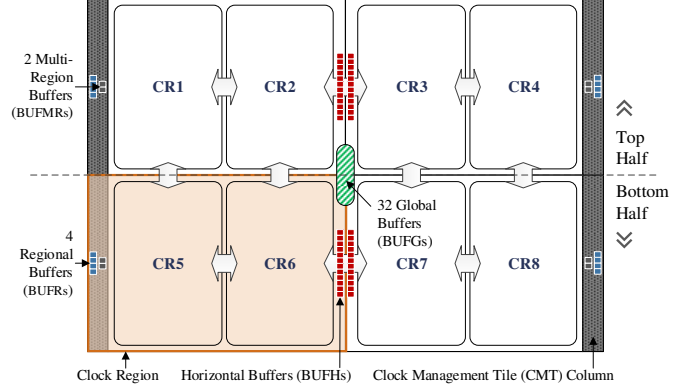 2 Multi-
Region
Buffers
(BUFMRs)
CR1
CR2
CR3
CR4
Top
Half
Bottom
Half
32 Global
Buffers
(BUFGs)
4
Regional
Buffers
(BUFRs)
CR5
CR6
CR7
CR8
Clock Region
Horizontal Buffers (BUFHs)
Clock Management Tile (CMT) Column